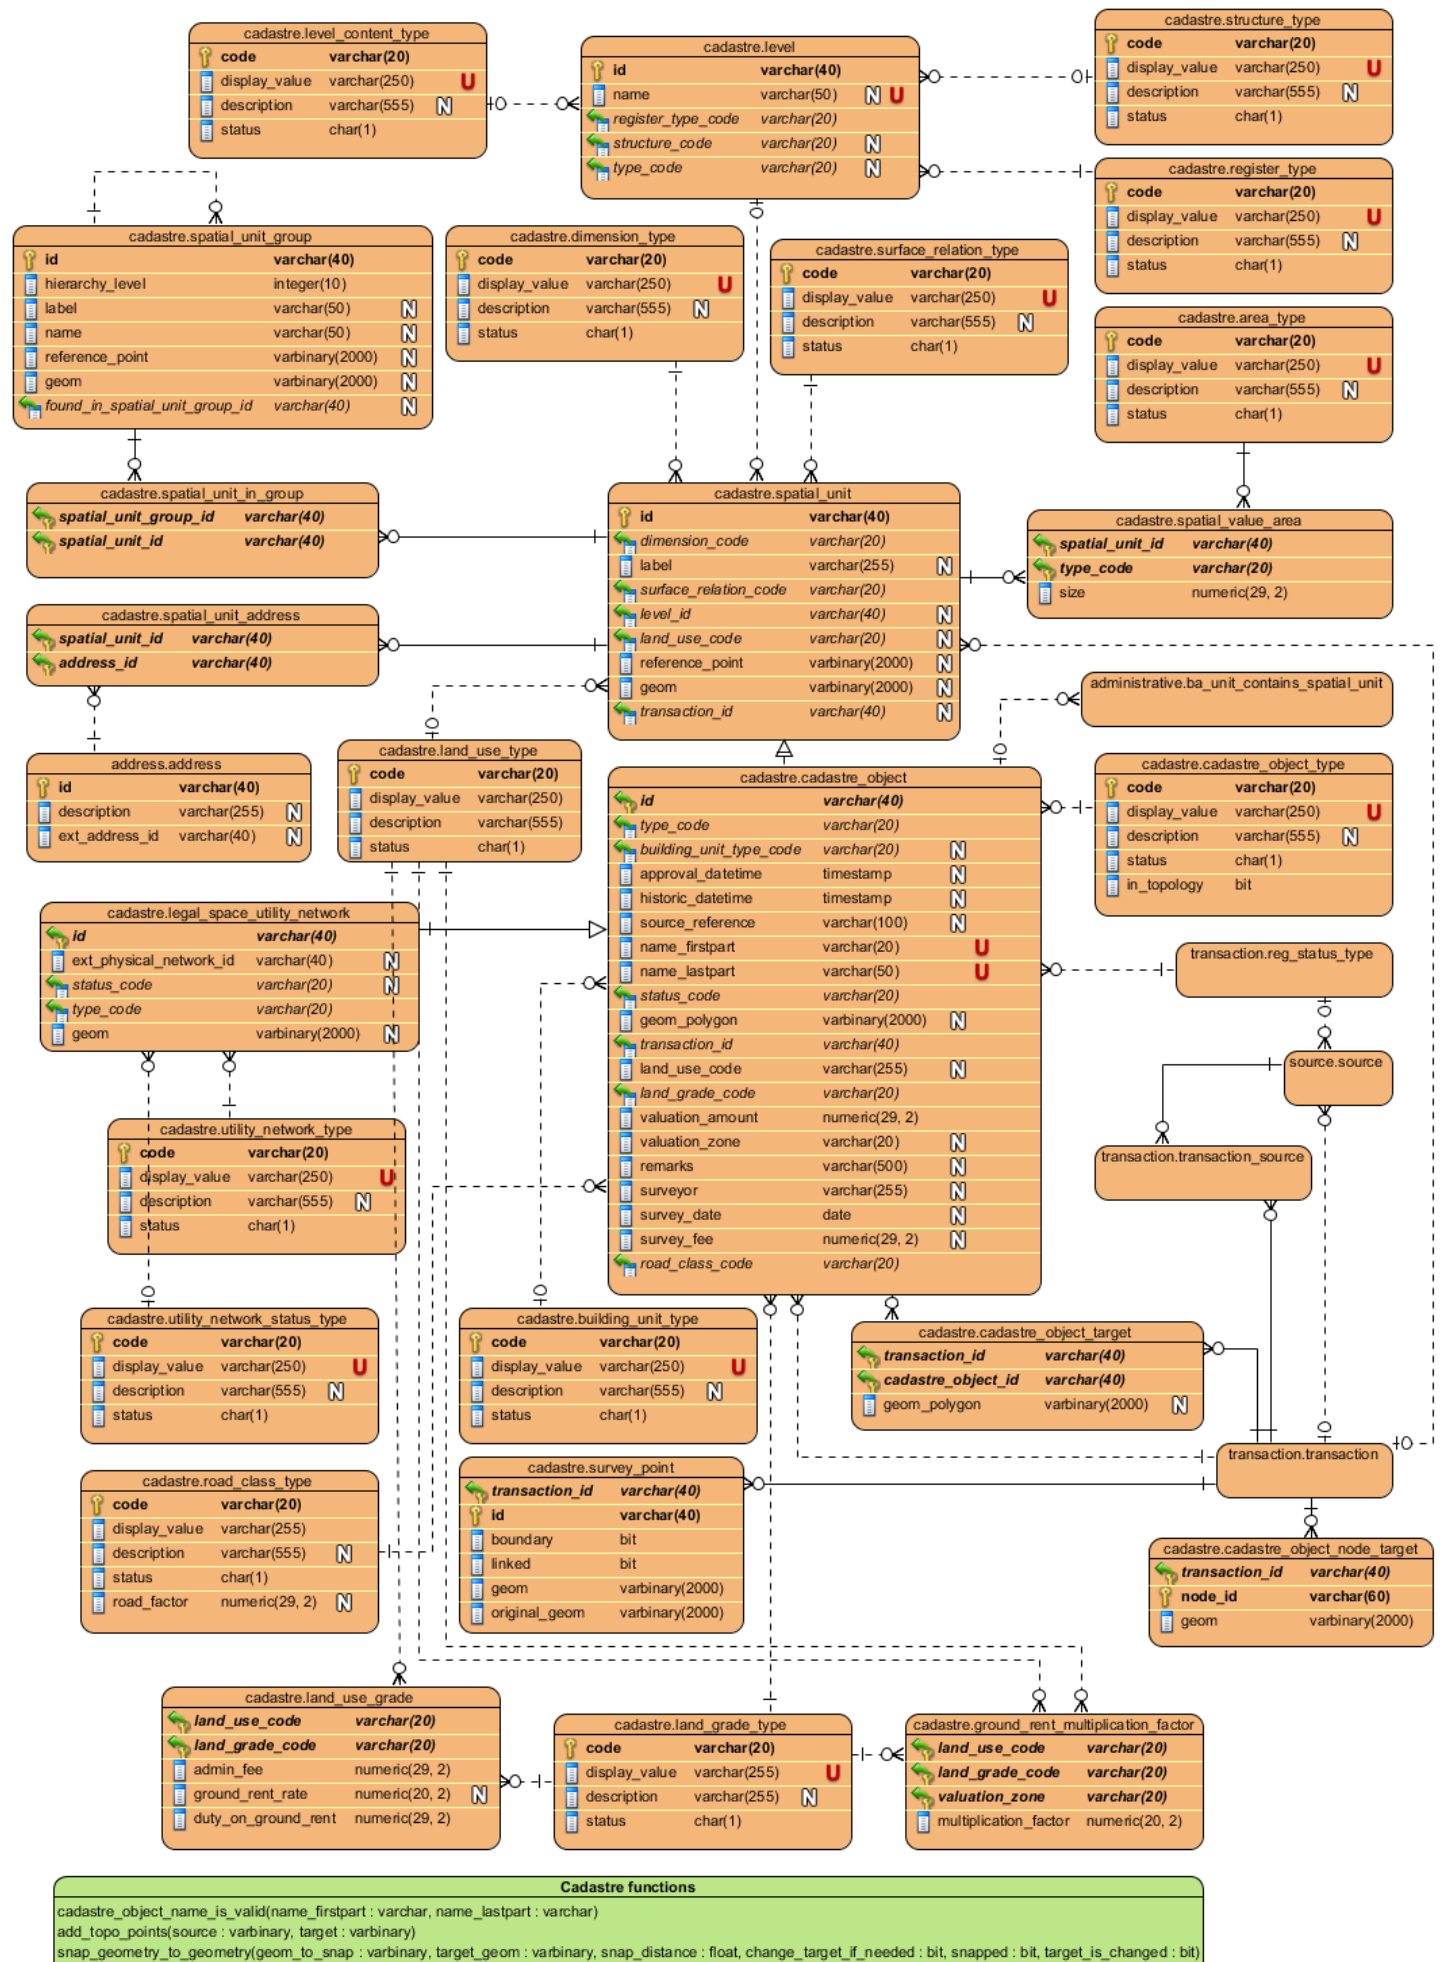 cadastre.level_content_type
code varchar(20)
display_value varchar(250) U
description varchar(555) N
status char(1)
cadastre.level
id varchar(40)
name varchar(50) N U
register_type_code varchar(20)
structure_code varchar(20) N
type_code varchar(20) N
cadastre.structure_type
code varchar(20)
display_value varchar(250) U
description varchar(555) N
status char(1)
cadastre.register_type
code varchar(20)
display_value varchar(250) U
description varchar(555) N
status char(1)
cadastre.spatial_unit_group
id varchar(40)
hierarchy_level integer(10)
label varchar(50) N
name varchar(50) N
reference_point varbinary(2000) N
geom varbinary(2000) N
found_in_spatial_unit_group_id varchar(40) N
cadastre.dimension_type
code varchar(20)
display_value varchar(250) U
description varchar(555) N
status char(1)
cadastre.surface_relation_type
code varchar(20)
display_value varchar(250) U
description varchar(555) N
status char(1)
cadastre.area_type
code varchar(20)
display_value varchar(250) U
description varchar(555) N
status char(1)
cadastre.spatial_unit_in_group
spatial_unit_group_id varchar(40)
spatial_unit_id varchar(40)
cadastre.spatial_unit
id varchar(40)
dimension_code varchar(20)
label varchar(255) N
surface_relation_code varchar(20)
level_id varchar(40) N
land_use_code varchar(20) N
reference_point varbinary(2000) N
geom varbinary(2000) N
transaction_id varchar(40) N
cadastre.spatial_value_area
spatial_unit_id varchar(40)
type_code varchar(20)
size numeric(29, 2)
cadastre.spatial_unit_address
spatial_unit_id varchar(40)
address_id varchar(40)
administrative.ba_unit_contains_spatial_unit
address.address
id varchar(40)
description varchar(255) N
ext_address_id varchar(40) N
cadastre.land_use_type
code varchar(20)
display_value varchar(250)
description varchar(555)
status char(1)
cadastre.cadastre_object
id varchar(40)
type_code varchar(20)
building_unit_type_code varchar(20) N
approval_datetime timestamp N
historic_datetime timestamp N
source_reference varchar(100) N
name_firstpart varchar(20) U
name_lastpart varchar(50) U
status_code varchar(20)
geom_polygon varbinary(2000) N
transaction_id varchar(40)
land_use_code varchar(255) N
land_grade_code varchar(20)
valuation_amount numeric(29, 2)
valuation_zone varchar(20) N
remarks varchar(500) N
surveyor varchar(255) N
survey_date date N
survey_fee numeric(29, 2) N
road_class_code varchar(20)
cadastre.cadastre_object_type
code varchar(20)
display_value varchar(250) U
description varchar(555) N
status char(1)
in_topology bit
cadastre.legal_space_utility_network
id varchar(40)
ext_physical_network_id varchar(40) N
status_code varchar(20) N
type_code varchar(20)
geom varbinary(2000) N
transaction.reg_status_type
source.source
transaction.transaction_source
cadastre.utility_network_type
code varchar(20)
display_value varchar(250) U
description varchar(555) N
status char(1)
cadastre.utility_network_status_type
code varchar(20)
display_value varchar(250) U
description varchar(555) N
status char(1)
cadastre.building_unit_type
code varchar(20)
display_value varchar(250) U
description varchar(555) N
status char(1)
cadastre.cadastre_object_target
transaction_id varchar(40)
cadastre_object_id varchar(40)
geom_polygon varbinary(2000) N
transaction.transaction
cadastre.road_class_type
code varchar(20)
display_value varchar(255)
description varchar(555) N
status char(1)
road_factor numeric(29, 2) N
cadastre.survey_point
transaction_id varchar(40)
id varchar(40)
boundary bit
linked bit
geom varbinary(2000)
original_geom varbinary(2000)
cadastre.cadastre_object_node_target
transaction_id varchar(40)
node_id varchar(60)
geom varbinary(2000)
cadastre.land_use_grade
land_use_code varchar(20)
land_grade_code varchar(20)
admin_fee numeric(29, 2)
ground_rent_rate numeric(20, 2) N
duty_on_ground_rent numeric(29, 2)
cadastre.land_grade_type
code varchar(20)
display_value varchar(255) U
description varchar(255) N
status char(1)
cadastre.ground_rent_multiplication_factor
land_use_code varchar(20)
land_grade_code varchar(20)
valuation_zone varchar(20)
multiplication_factor numeric(20, 2)
Cadastre functions
cadastre_object_name_is_valid(name_firstpart : varchar, name_lastpart : varchar)
add_topo_points(source : varbinary, target : varbinary)
snap_geometry_to_geometry(geom_to_snap : varbinary, target_geom : varbinary, snap_distance : float, change_target_if_needed : bit, snapped : bit, target_is_changed : bit)